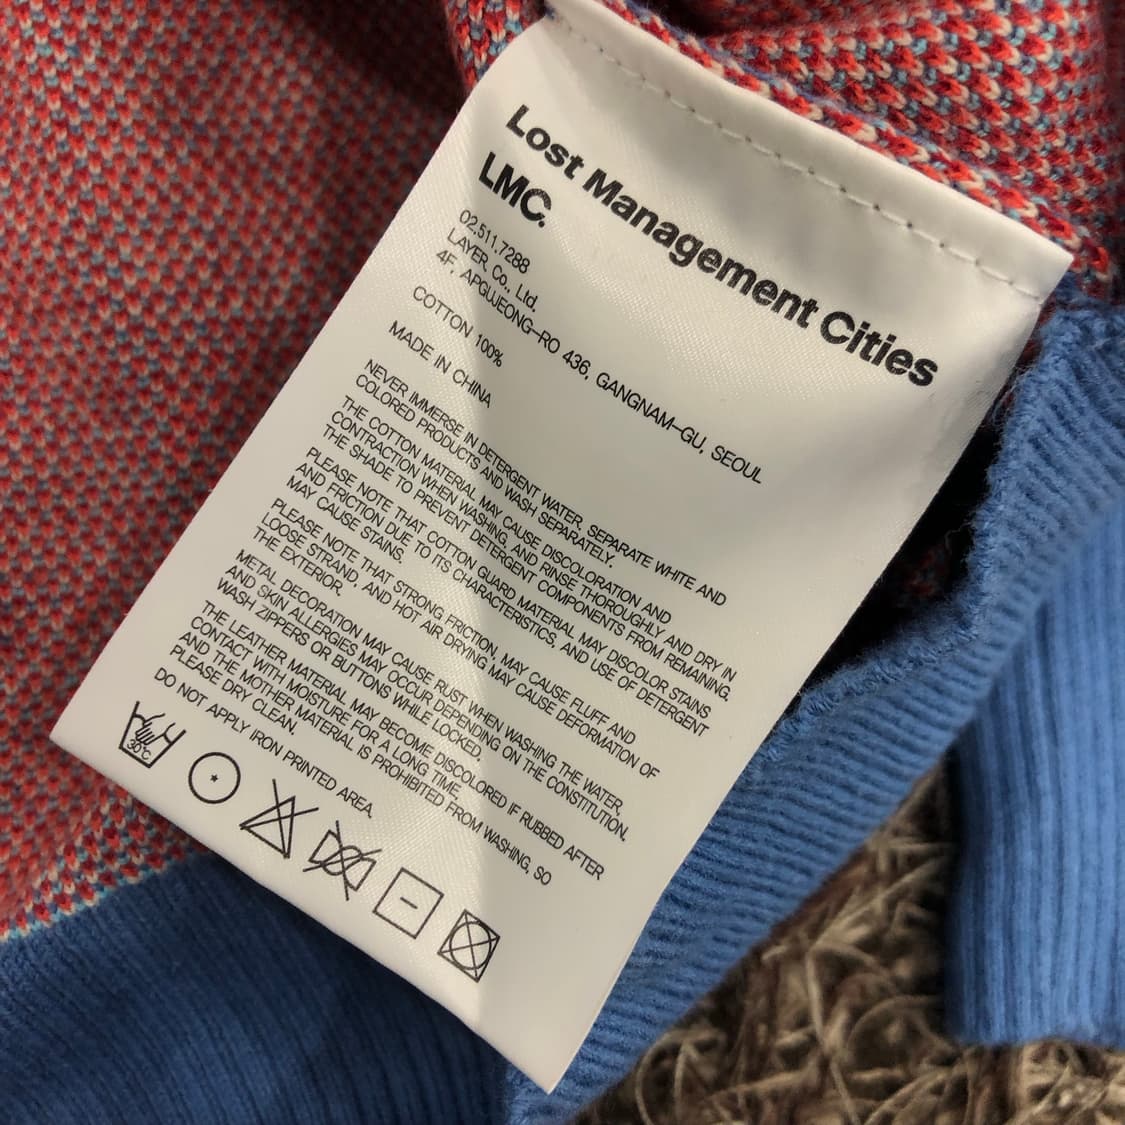 Lost Management Cities
LMC.
02.511.7288
LAYER, Co., Ltd.
4F, APGUJEONG-RO 436, GANGNAM-GU, SEOUL
COTTON 100%
MADE IN CHINA
NEVER IMMERSE IN DETERGENT WATER, SEPARATE WHITE AND
COLORED PRODUCTS AND WASH SEPARATELY.
THE COTTON MATERIAL MAY CAUSE DISCOLORATION AND
CONTRACTION WHEN WASHING, AND RINSE THOROUGHLY AND DRY IN
THE SHADE TO PREVENT DETERGENT COMPONENTS FROM REMAINING.
PLEASE NOTE THAT COTTON GUARD MATERIAL MAY DISCOLOR STAINS
AND FRICTION DUE TO ITS CHARACTERISTICS, AND USE OF DETERGENT
MAY CAUSE STAINS.
PLEASE NOTE THAT STRONG FRICTION, MAY CAUSE FLUFF AND
LOOSE STRAND, AND HOT AIR DRYING, MAY CAUSE DEFORMATION OF
THE EXTERIOR.
METAL DECORATION MAY CAUSE RUST WHEN WASHING THE WATER,
AND SKIN ALLERGIES MAY OCCUR DEPENDING ON THE CONSTITUTION.
WASH ZIPPERS OR BUTTONS WHILE LOCKED.
THE LEATHER MATERIAL MAY BECOME DISCOLORED IF RUBBED AFTER
CONTACT WITH MOISTURE FOR A LONG TIME,
AND THE MOTHER MATERIAL IS PROHIBITED FROM WASHING, SO
PLEASE DRY CLEAN.
DO NOT APPLY IRON PRINTED AREA.
30°C